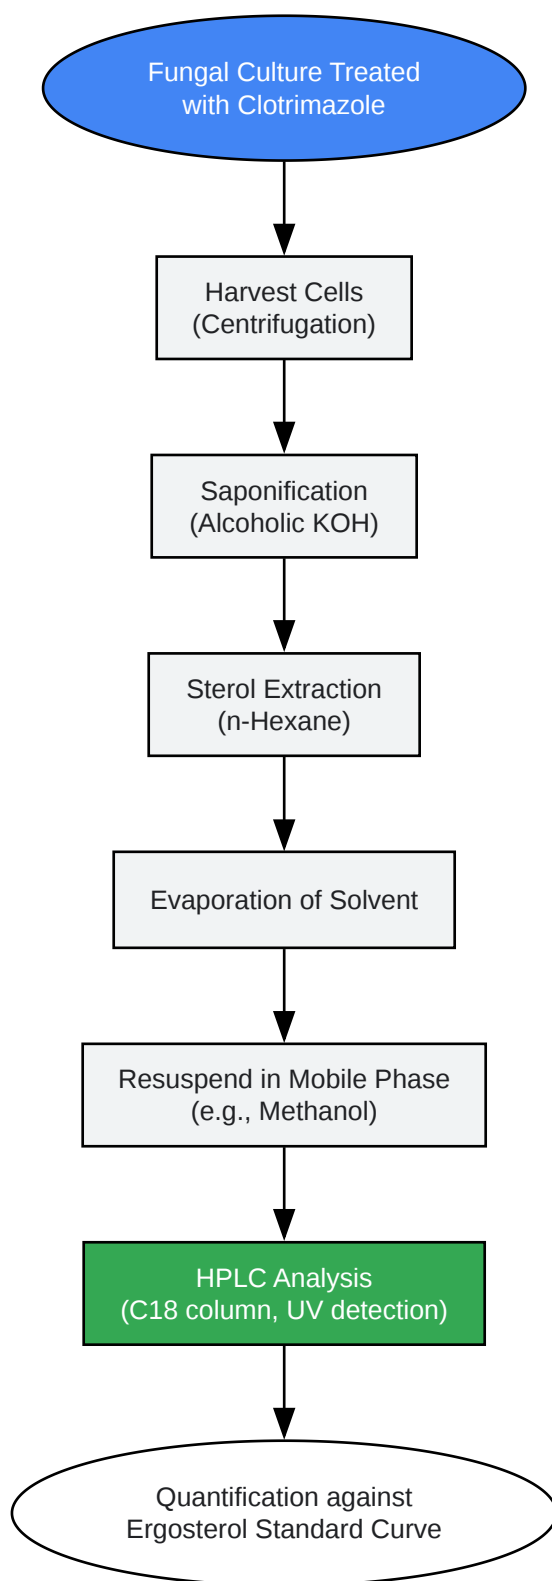 Fungal Culture Treated
with Clotrimazole
Harvest Cells
(Centrifugation)
Saponification
(Alcoholic KOH)
Sterol Extraction
(n-Hexane)
Evaporation of Solvent
Resuspend in Mobile Phase
(e.g., Methanol)
HPLC Analysis
(C18 column, UV detection)
Quantification against
Ergosterol Standard Curve